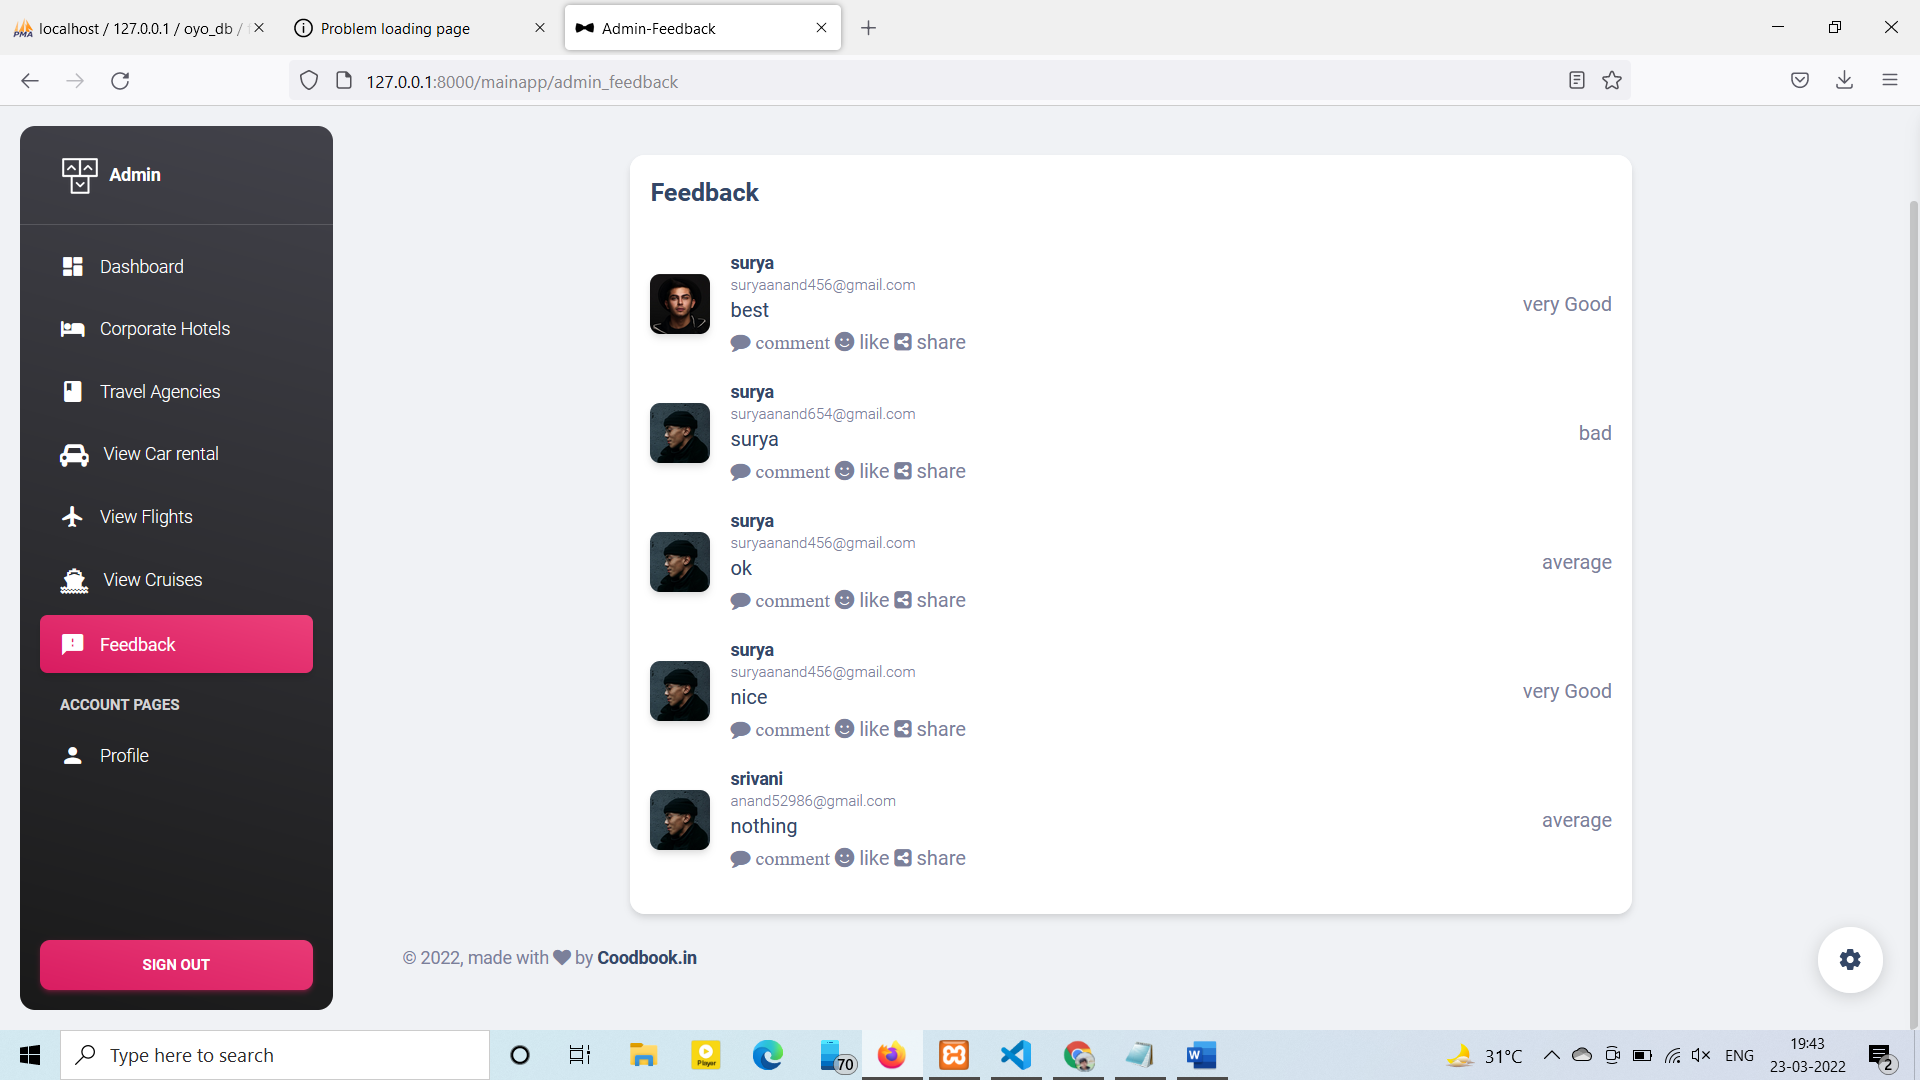 localhost / 127.0.0.1 / oyo_db /
Problem loading page
Admin-Feedback
127.0.0.1:8000/mainapp/admin_feedback
Admin
Dashboard
Corporate Hotels
Travel Agencies
View Car rental
View Flights
View Cruises
Feedback
ACCOUNT PAGES
Profile
SIGN OUT
Feedback
surya
suryaanand456@gmail.com
best
very Good
comment like share
surya
suryaanand654@gmail.com
surya
bad
comment like share
surya
suryaanand456@gmail.com
ok
average
comment like share
surya
suryaanand456@gmail.com
nice
very Good
comment like share
srivani
anand52986@gmail.com
nothing
average
comment like share
© 2022, made with by Coodbook.in
Type here to search
70
31°C
ENG
19:43
23-03-2022
2